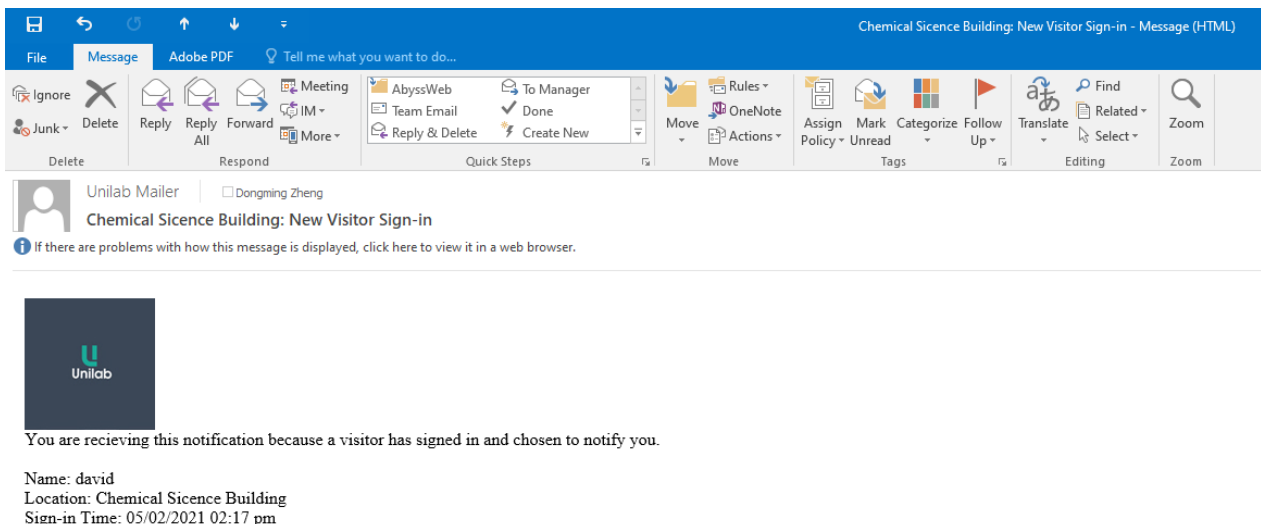 Chemical Sicence Building: New Visitor Sign-in - Message (HTML)
File Message Adobe PDF Tell me what you want to do...
Ignore
Junk
Delete
Reply
Reply All
Forward
Meeting
IM
More
AbyssWeb
Team Email
Reply & Delete
To Manager
Done
Create New
Move
Rules
OneNote
Actions
Assign Policy
Mark Unread
Categorize
Follow Up
Translate
Find
Related
Select
Zoom
Delete Respond Quick Steps Move Tags Editing Zoom
Unilab Mailer Dongming Zheng
Chemical Sicence Building: New Visitor Sign-in
If there are problems with how this message is displayed, click here to view it in a web browser.
Unilab
You are recieving this notification because a visitor has signed in and chosen to notify you.
Name: david
Location: Chemical Sicence Building
Sign-in Time: 05/02/2021 02:17 pm